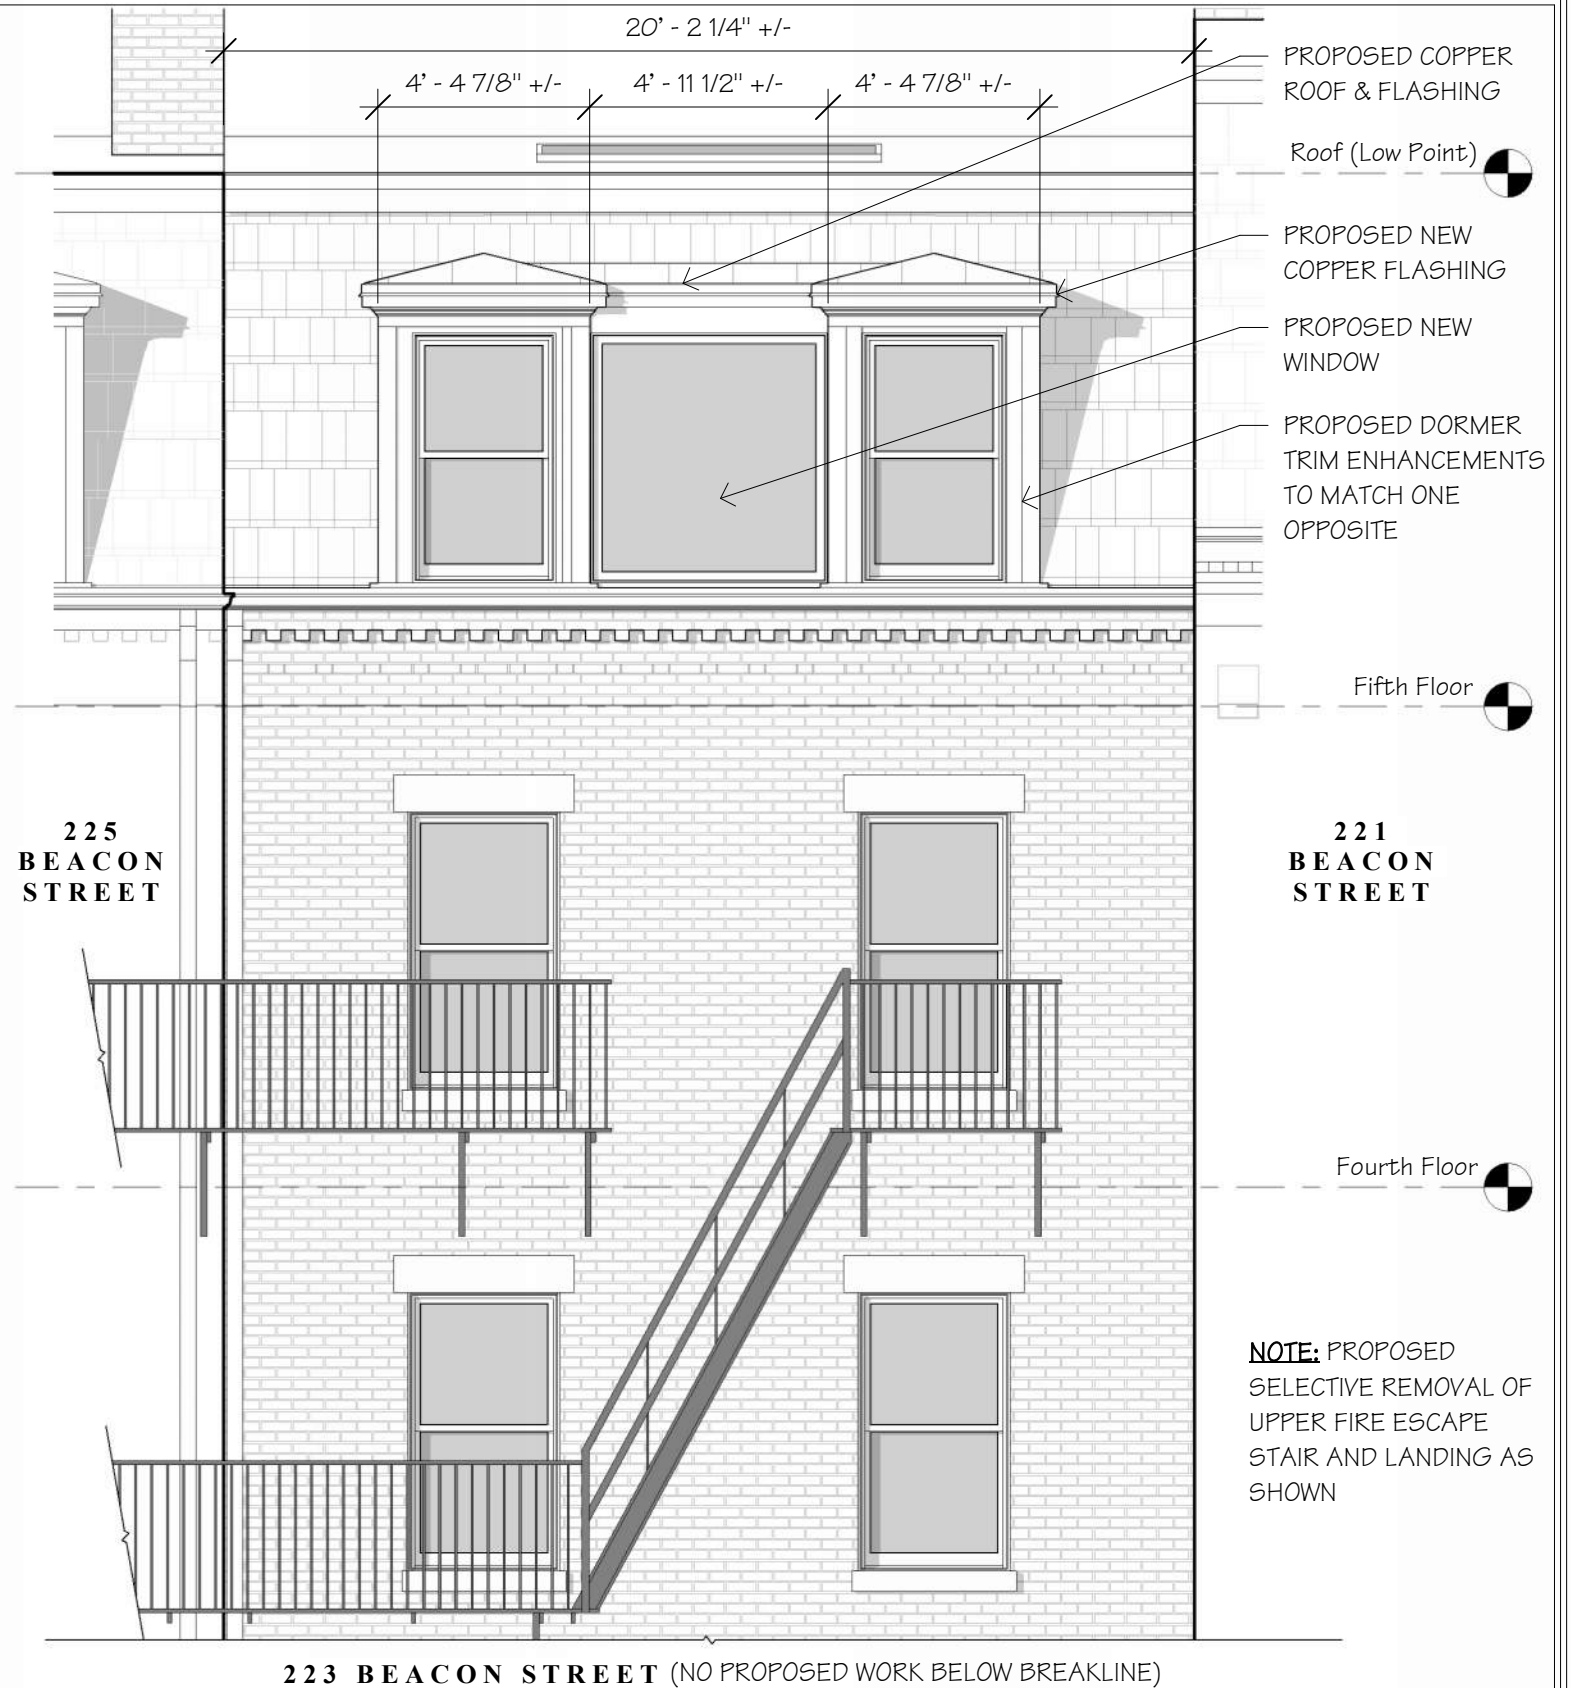 20' - 2 1/4" +/-
4' - 4 7/8" +/-
4' - 11 1/2" +/-
4' - 4 7/8" +/-
PROPOSED COPPER
ROOF & FLASHING
Roof (Low Point)
PROPOSED NEW
COPPER FLASHING
PROPOSED NEW
WINDOW
PROPOSED DORMER
TRIM ENHANCEMENTS
TO MATCH ONE
OPPOSITE
Fifth Floor
225
BEACON
STREET
221
BEACON
STREET
Fourth Floor
NOTE: PROPOSED
SELECTIVE REMOVAL OF
UPPER FIRE ESCAPE
STAIR AND LANDING AS
SHOWN
223 BEACON STREET (NO PROPOSED WORK BELOW BREAKLINE)